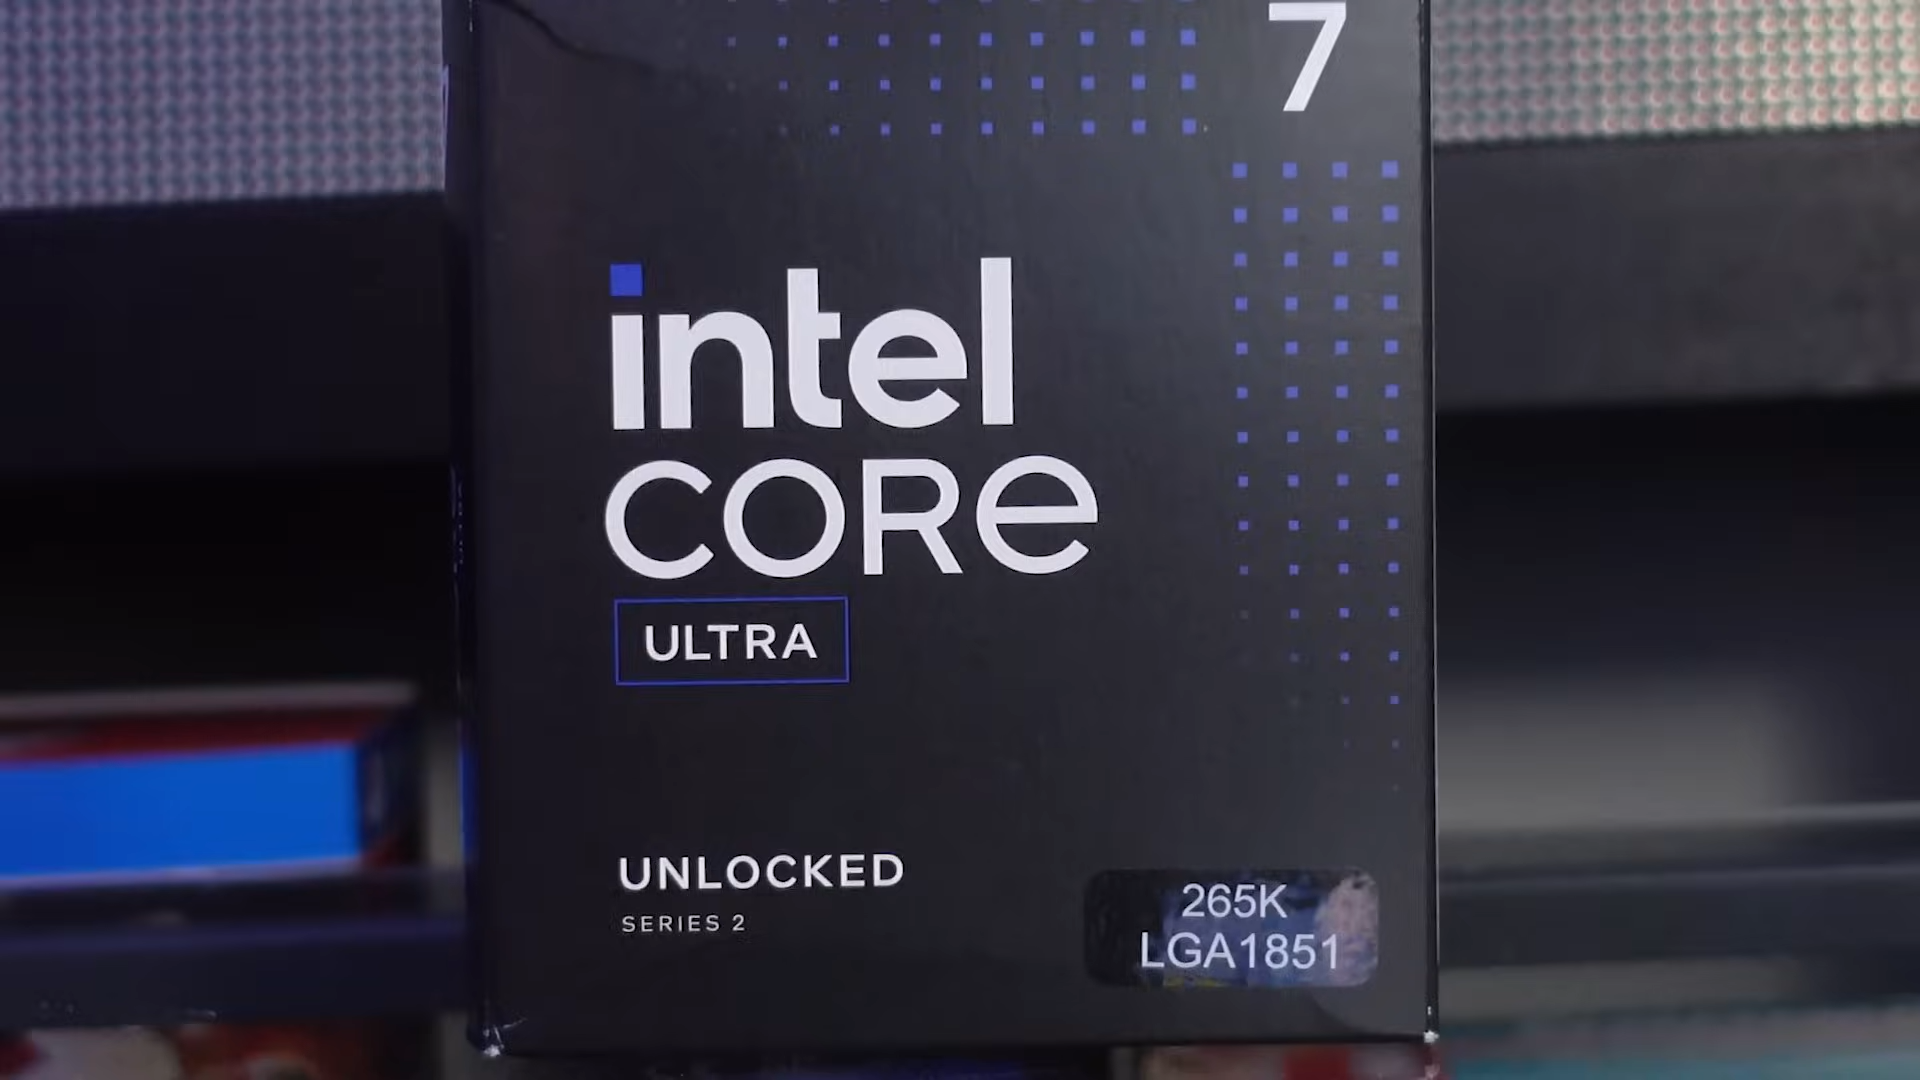 7
intel
CORe
ULTRA
UNLOCKED
SERIES 2
265K
LGA1851